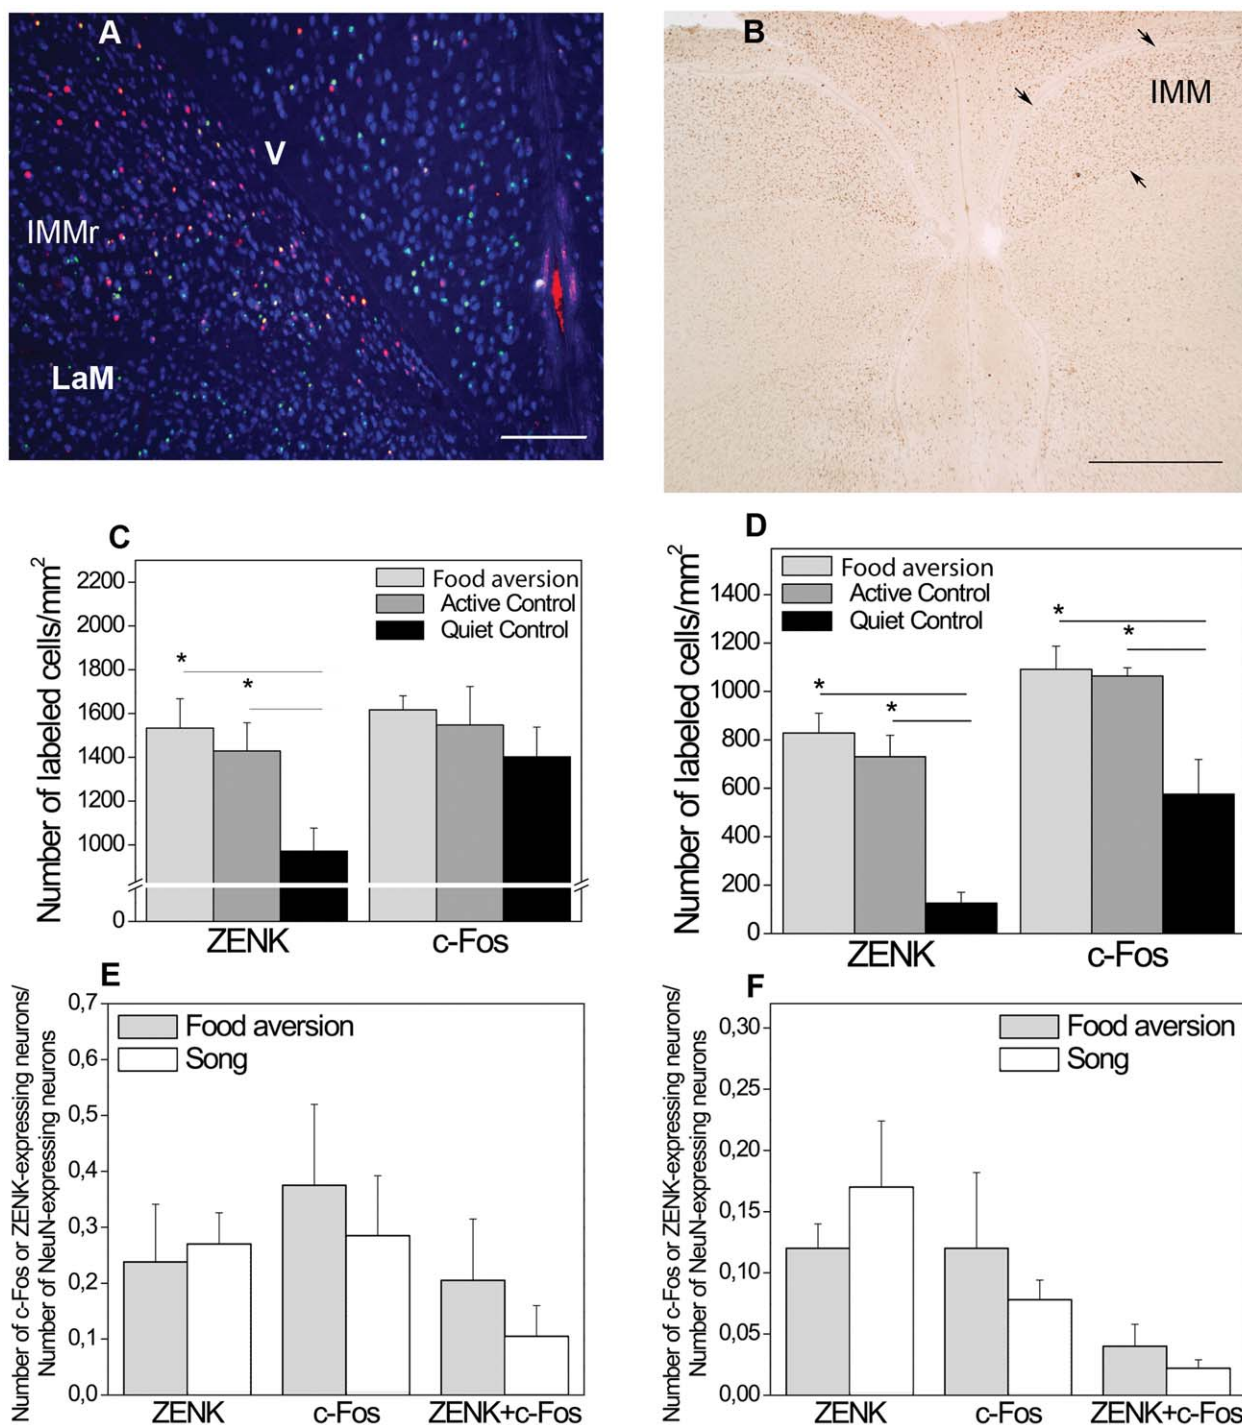 A
V
IMMr
LaM
B
IMM
C
Number of labeled cells/mm²
2200
2000
1800
1600
1400
1200
1000
0
Food aversion
Active Control
Quiet Control
*
*
ZENK
c-Fos
D
Number of labeled cells/mm²
1400
1200
1000
800
600
400
200
0
Food aversion
Active Control
Quiet Control
*
*
*
*
ZENK
c-Fos
E
Number of c-Fos or ZENK-expressing neurons/
Number of NeuN-expressing neurons
0,7
0,6
0,5
0,4
0,3
0,2
0,1
0,0
Food aversion
Song
ZENK
c-Fos
ZENK+c-Fos
F
Number of c-Fos or ZENK-expressing neurons/
Number of NeuN-expressing neurons
0,30
0,25
0,20
0,15
0,10
0,05
0,00
Food aversion
Song
ZENK
c-Fos
ZENK+c-Fos